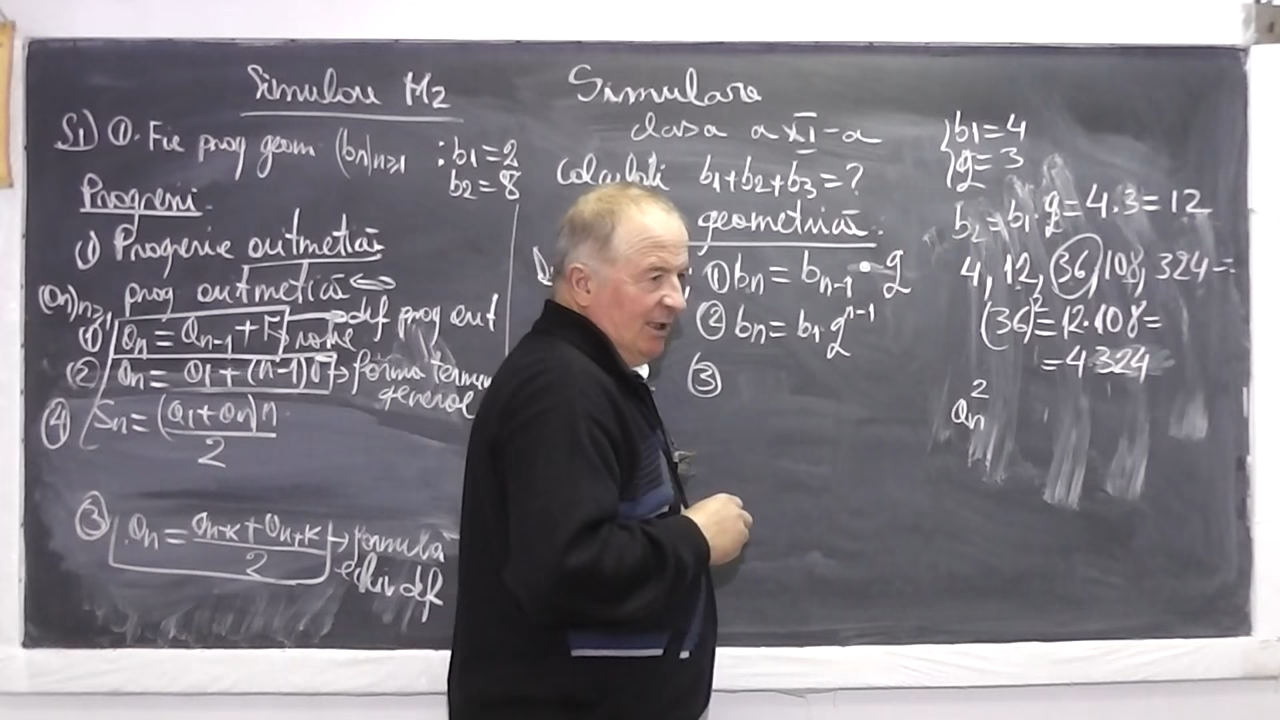 Simulare M2
S1) ①. Fie prog geom (bn)n≥1 : b1=2
b2=8
Progresii.
1) Progresie aritmetică
(an)n≥1 prog aritmetică ⇔
① an = an-1 + r → def prog arit
② an = a1 + (n-1)r → forma termen
general
④ Sn = (a1+an)n / 2
③ an = an-k + an+k / 2 → formula
echiv def
Simulare
clasa a XI-a
Calculati b1+b2+b3=?
geometrică.
① bn = bn-1 • q
② bn = b1·q^n-1
③
b1=4
q=3
b2=b1·q=4·3=12
4, 12, 36, 108, 324
(36)²=12·108=
=4·324
an²